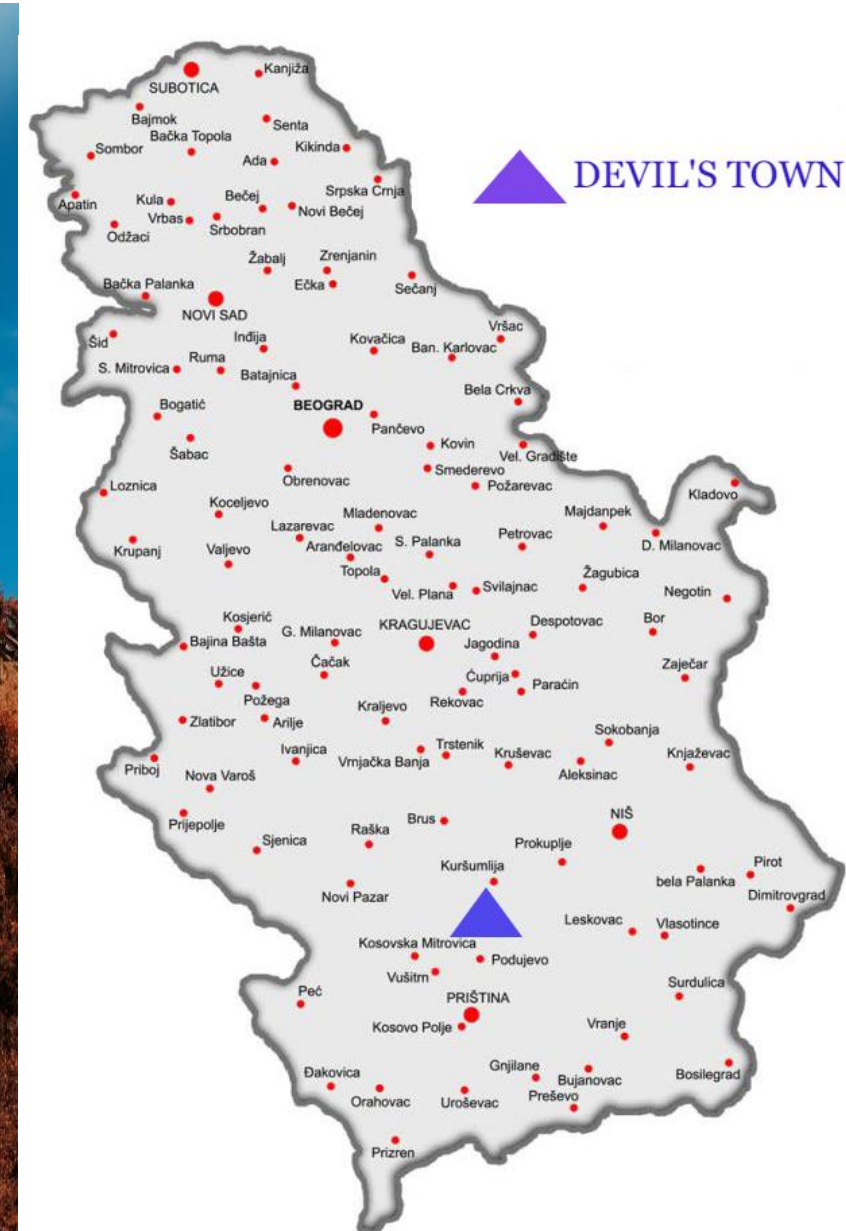 Kanjiža
SUBOTICA
Bajmok
Senta
Bačka Topola
Kikinda
Sombor
Ada
DEVIL'S TOWN
Srpska Crnja
Apatin
Kula
Bečej
Novi Bečej
Vrbas
Srbobran
Odžaci
Žabalj
Zrenjanin
Ečka
Sečanj
Bačka Palanka
NOVI SAD
Vršac
Šid
Inđija
Kovačica
Ban. Karlovac
S. Mitrovica
Ruma
Batajnica
Bela Crkva
Bogatić
BEOGRAD
Pančevo
Šabac
Kovin
Vel. Gradište
Obrenovac
Smederevo
Loznica
Požarevac
Kladovo
Koceljevo
Mladenovac
Majdanpek
Lazarevac
Petrovac
D. Milanovac
Krupanj
Valjevo
Aranđelovac
S. Palanka
Topola
Žagubica
Vel. Plana
Svilajnac
Negotin
Kosjerić
G. Milanovac
KRAGUJEVAC
Despotovac
Bor
Bajina Bašta
Jagodina
Čačak
Zaječar
Užice
Ćuprija
Požega
Rekovac
Paraćin
Zlatibor
Arilje
Kraljevo
Sokobanja
Ivanjica
Trstenik
Vrnjačka Banja
Kruševac
Knjaževac
Priboj
Aleksinac
Nova Varoš
Prijepolje
Brus
NIŠ
Raška
Sjenica
Prokuplje
Kuršumlija
Pirot
bela Palanka
Novi Pazar
Dimitrovgrad
Leskovac
Vlasotince
Kosovska Mitrovica
Podujevo
Vušitrn
Surdulica
Peć
PRIŠTINA
Kosovo Polje
Vranje
Gnjilane
Đakovica
Bujanovac
Bosilegrad
Orahovac
Uroševac
Preševo
Prizren